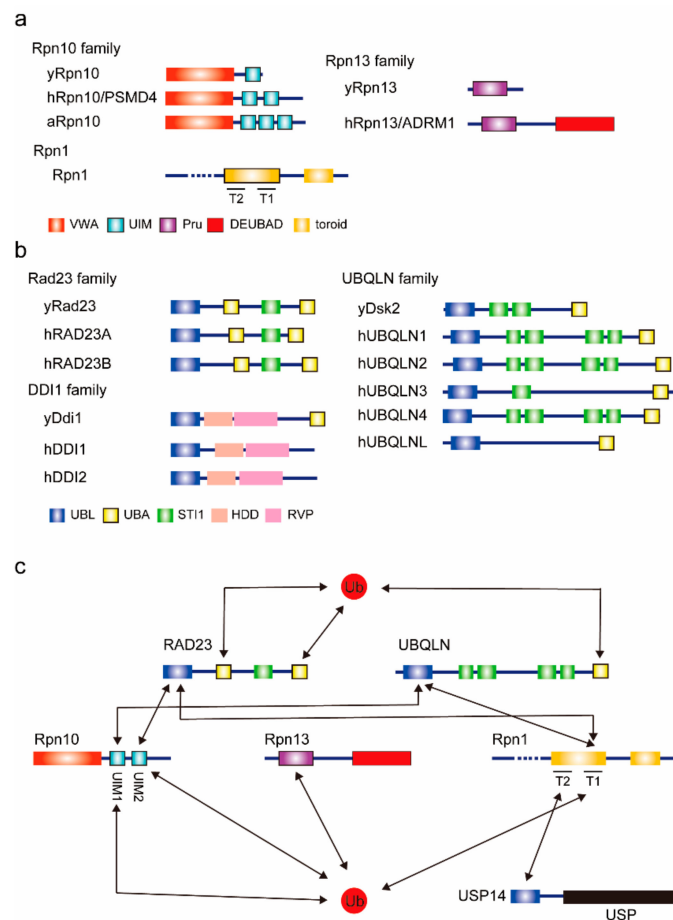 a
Rpn10 family
yRpn10
hRpn10/PSMD4
aRpn10
Rpn13 family
yRpn13
hRpn13/ADRM1
Rpn1
Rpn1
T2 T1
VWA UIM Pru DEUBAD toroid
b
Rad23 family
yRad23
hRAD23A
hRAD23B
DDI1 family
yDdi1
hDDI1
hDDI2
UBQLN family
yDsk2
hUBQLN1
hUBQLN2
hUBQLN3
hUBQLN4
hUBQLNL
UBL UBA STI1 HDD RVP
c
Ub
RAD23 UBQLN
Rpn10 Rpn13 Rpn1
UIM1 UIM2
T2 T1
Ub
USP14
USP